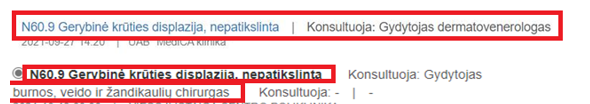 N60.9 Gerybinė krūties displazija, nepatikslinta | Konsultuoja: Gydytojas dermatovenerologas
2021-09-27 14:20 | UAB "MediCA klinika"
N60.9 Gerybinė krūties displazija, nepatikslinta Konsultuoja: Gydytojas
burnos, veido ir žandikaulių chirurgas Konsultuoja: - | -